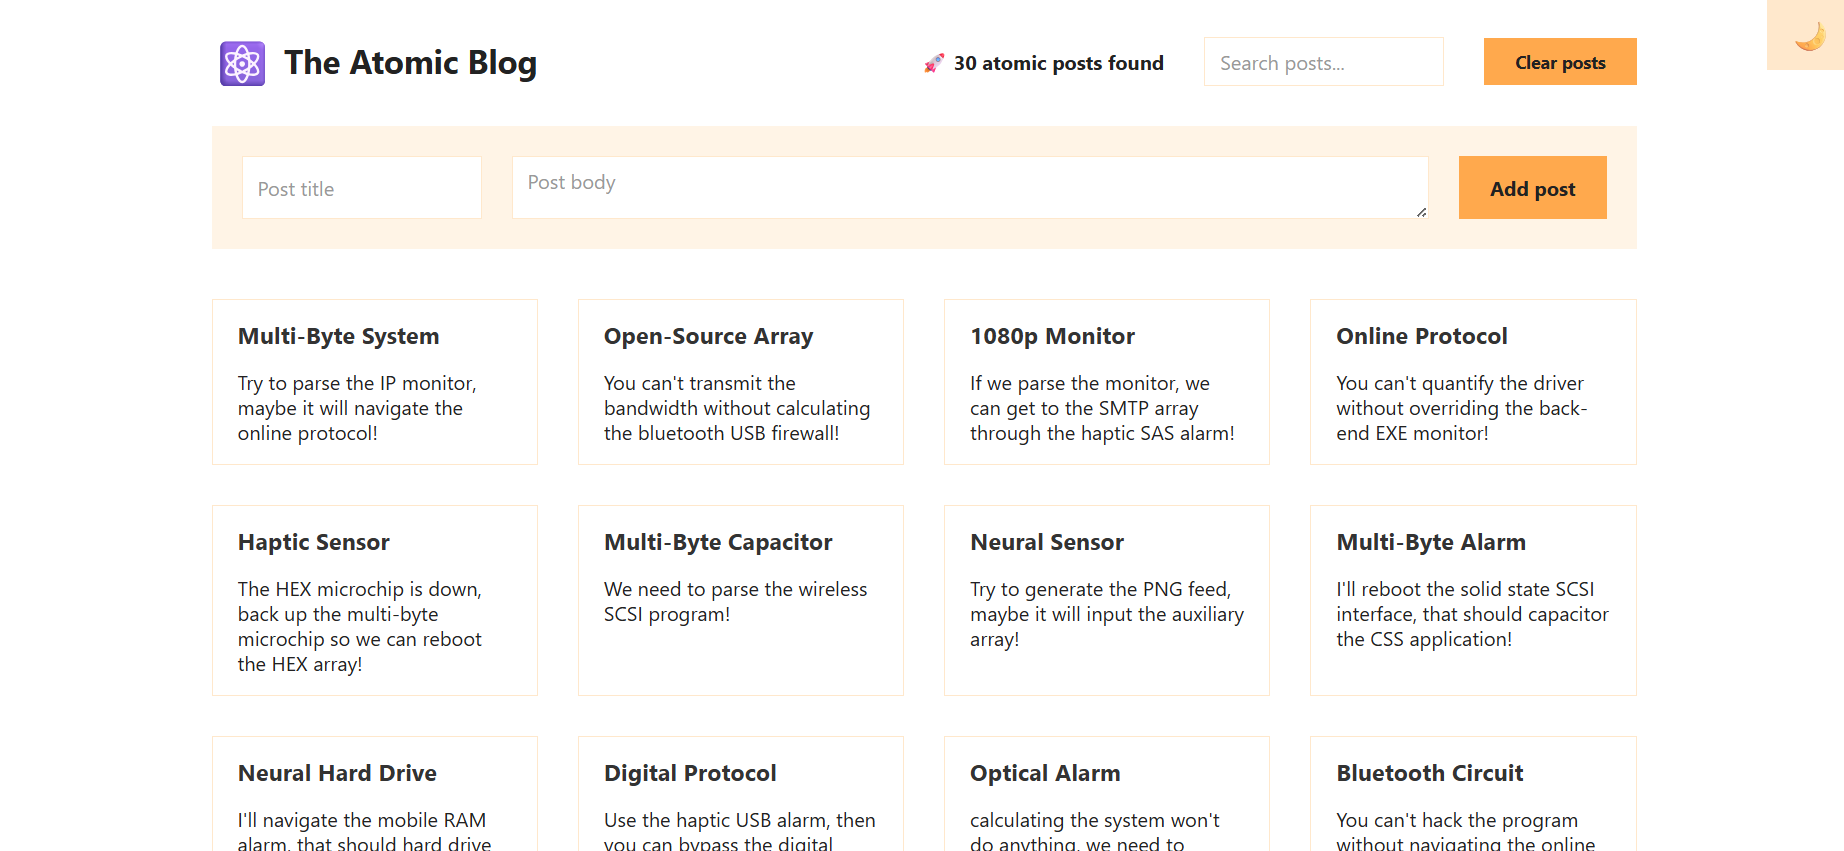 The Atomic Blog
🚀 30 atomic posts found
Search posts...
Clear posts
Post title
Post body
Add post
Multi-Byte System
Try to parse the IP monitor,
maybe it will navigate the
online protocol!
Open-Source Array
You can't transmit the
bandwidth without calculating
the bluetooth USB firewall!
1080p Monitor
If we parse the monitor, we
can get to the SMTP array
through the haptic SAS alarm!
Online Protocol
You can't quantify the driver
without overriding the back-
end EXE monitor!
Haptic Sensor
The HEX microchip is down,
back up the multi-byte
microchip so we can reboot
the HEX array!
Multi-Byte Capacitor
We need to parse the wireless
SCSI program!
Neural Sensor
Try to generate the PNG feed,
maybe it will input the auxiliary
array!
Multi-Byte Alarm
I'll reboot the solid state SCSI
interface, that should capacitor
the CSS application!
Neural Hard Drive
I'll navigate the mobile RAM
alarm, that should hard drive
Digital Protocol
Use the haptic USB alarm, then
you can bypass the digital
Optical Alarm
calculating the system won't
do anything, we need to
Bluetooth Circuit
You can't hack the program
without navigating the online